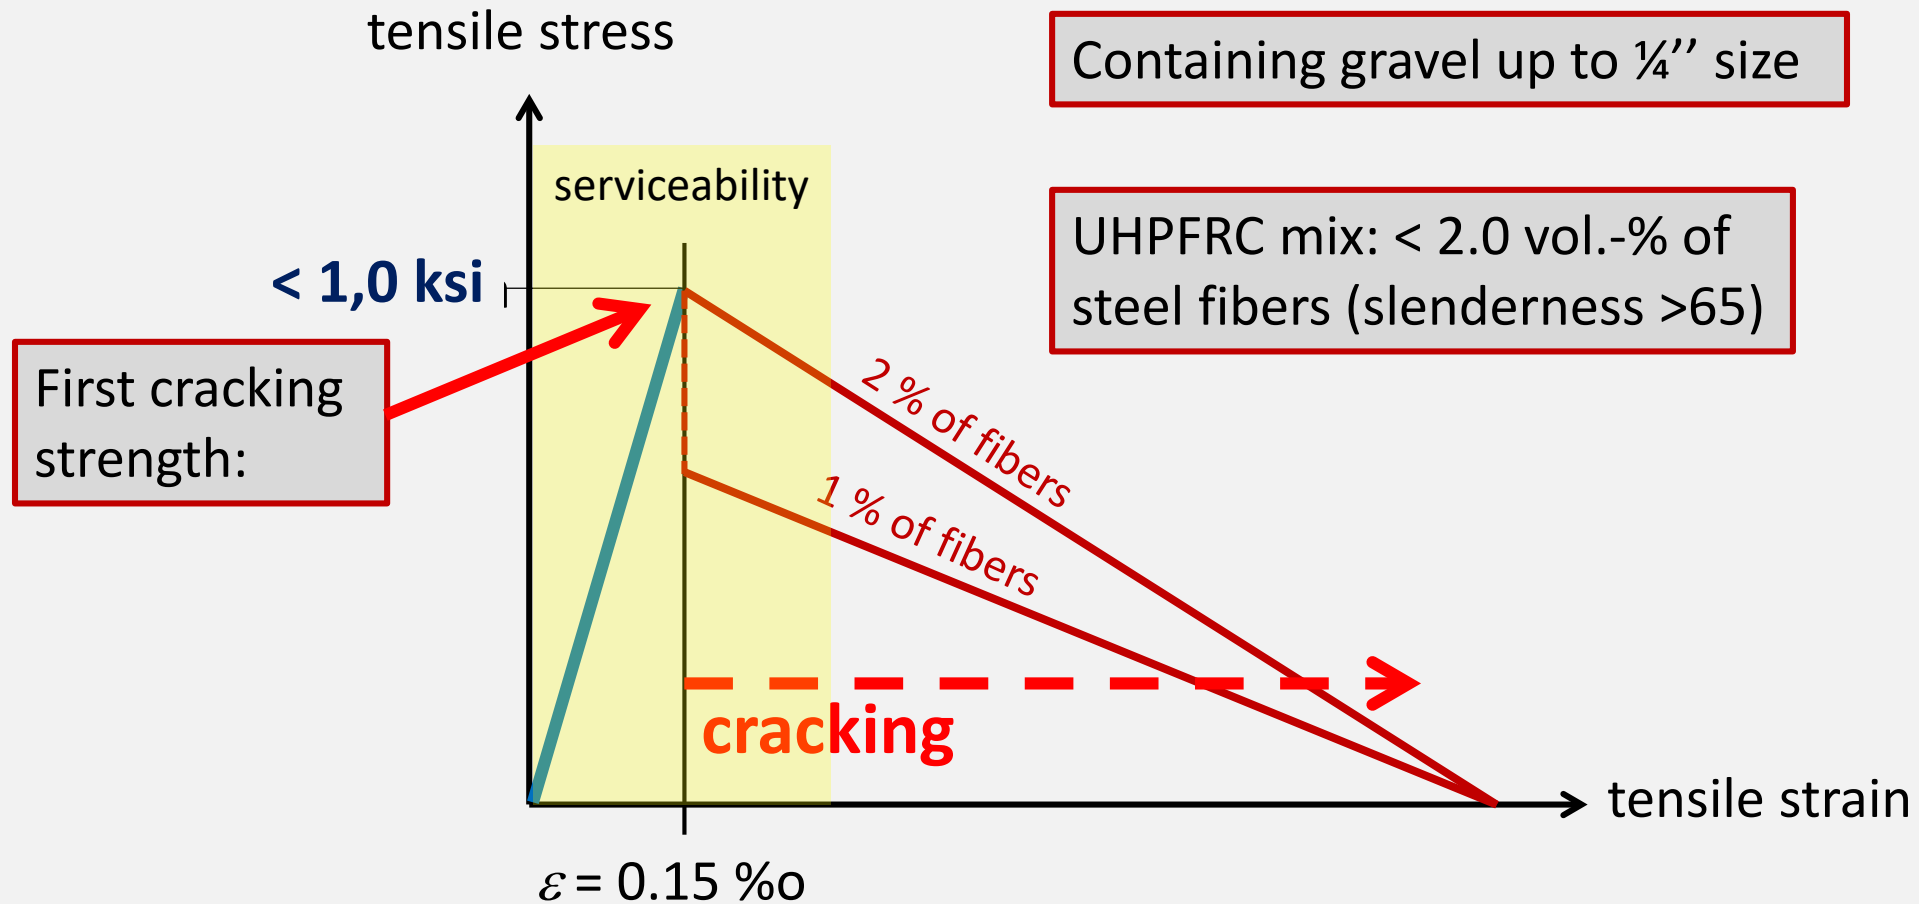 tensile stress
Containing gravel up to ¼’’ size
serviceability
UHPFRC mix: < 2.0 vol.-% of
steel fibers (slenderness >65)
< 1,0 ksi
First cracking
strength:
2 % of fibers
1 % of fibers
cracking
tensile strain
ε = 0.15 %o